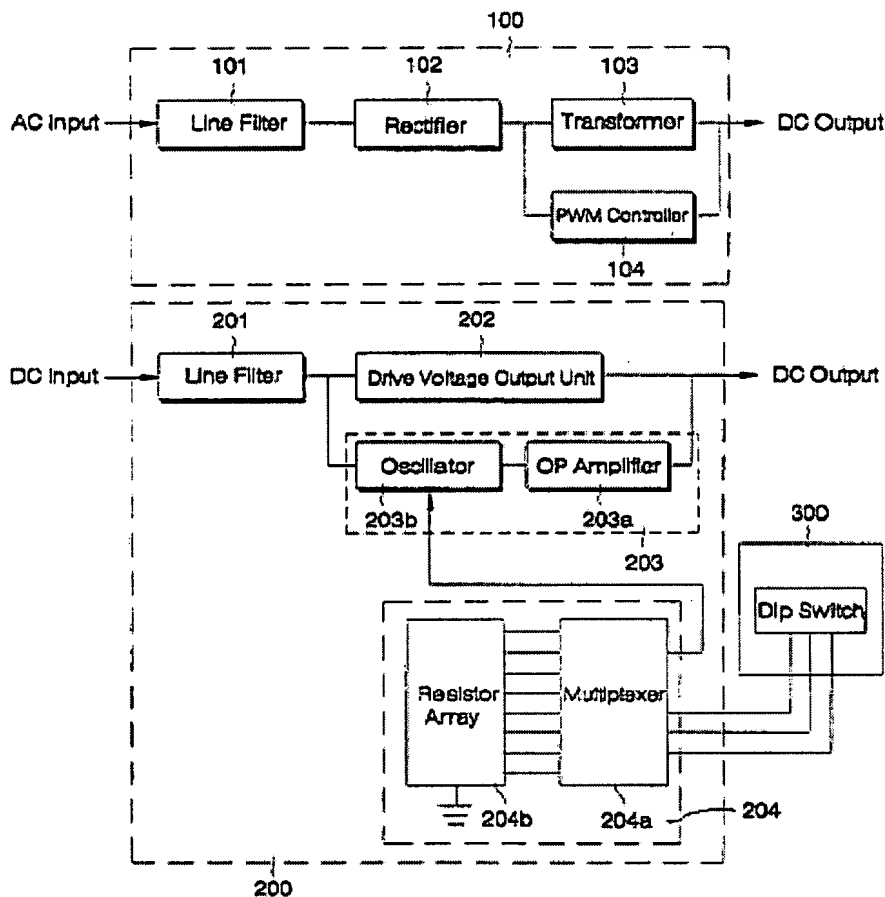 100
101
102
103
AC Input
Line Filter
Rectifier
Transformer
DC Output
PWM Controller
104
201
202
DC Input
Line Filter
Drive Voltage Output Unit
DC Output
Oscillator
OP Amplifier
203b
203a
203
300
Dip Switch
Resistor
Array
Multiplexer
204b
204a
204
200